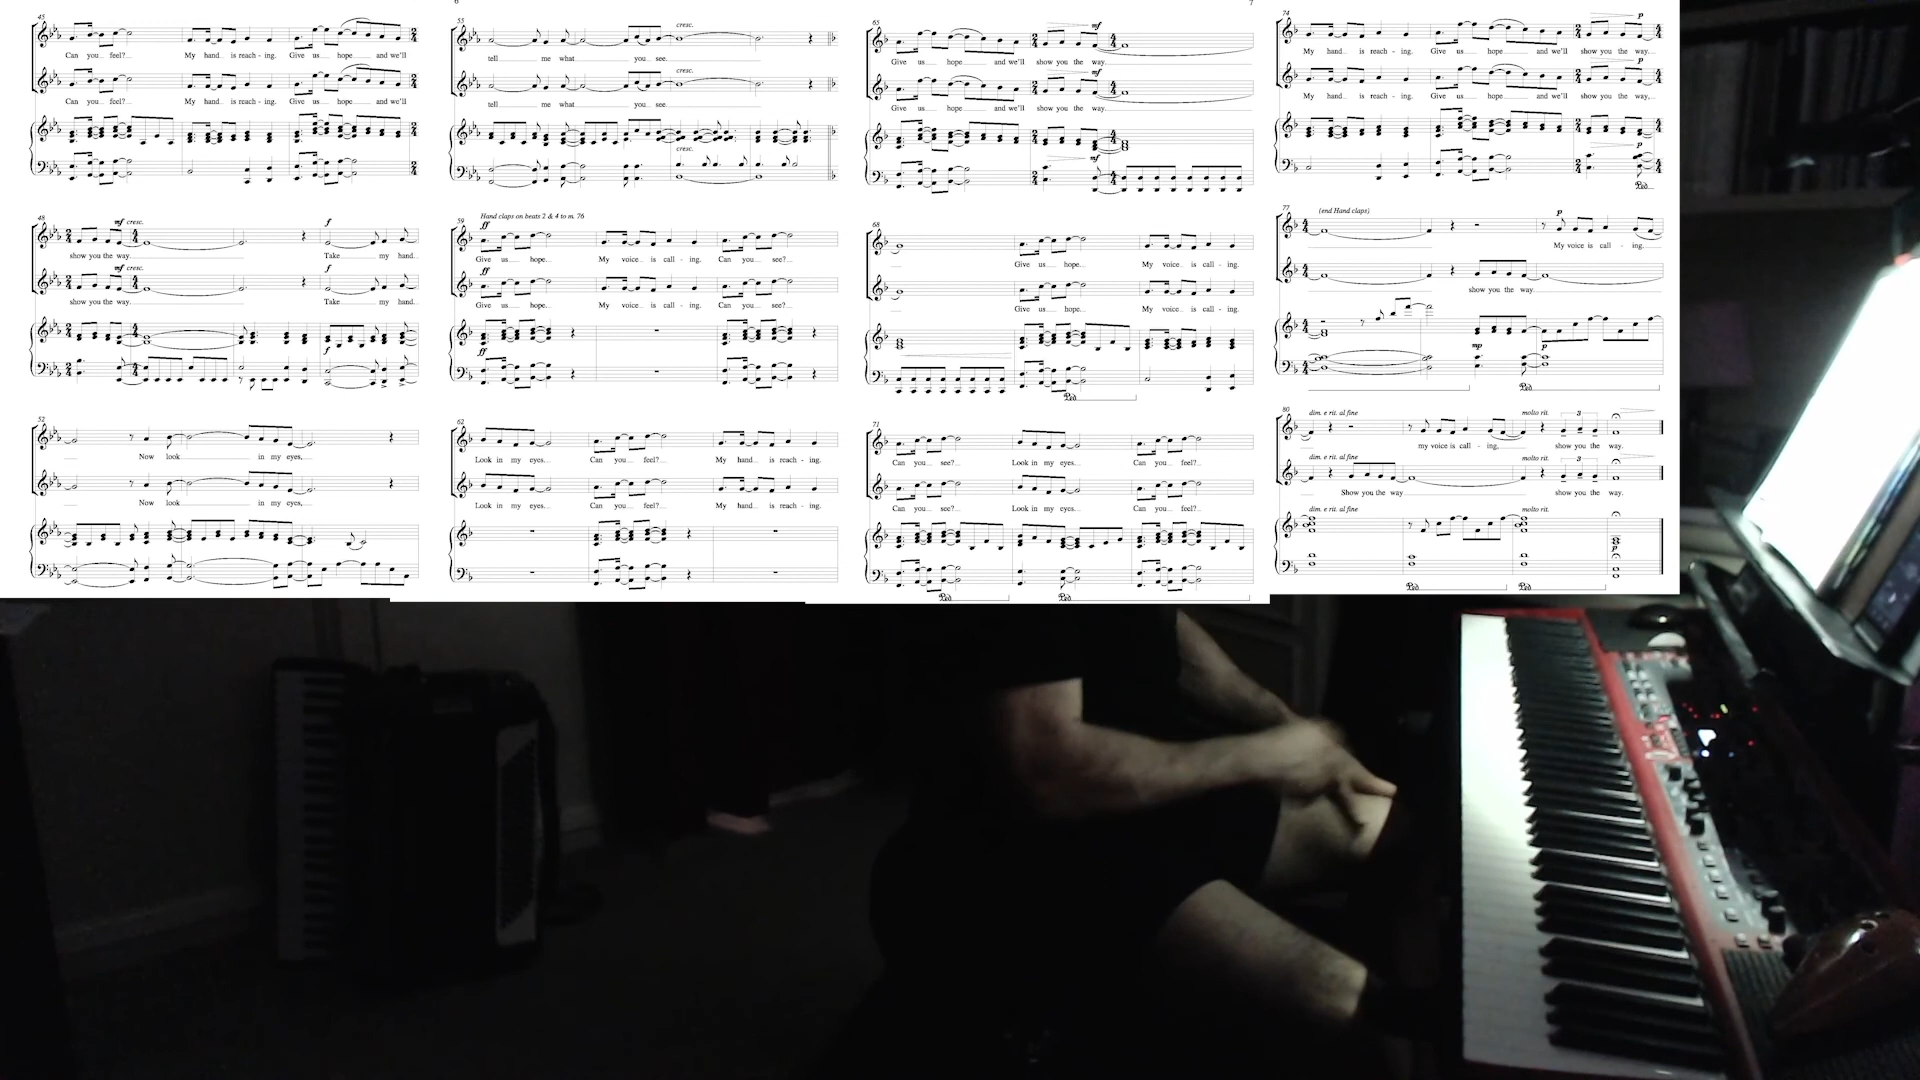 6
45
Can you feel? My hand is reach - ing. Give us hope and we'll
Can you feel? My hand is reach - ing. Give us hope and we'll
48
mf cresc. f
show you the way. Take my hand.
mf cresc. f
show you the way. Take my hand.
f
52
Now look in my eyes,
Now look in my eyes,
55
cresc.
tell me what you see.
cresc.
tell me what you see.
cresc.
59
Hand claps on beats 2 & 4 to m. 76
ff
Give us hope. My voice is call - ing. Can you see?
ff
Give us hope. My voice is call - ing. Can you see?
ff
62
Look in my eyes. Can you feel? My hand is reach - ing.
Look in my eyes. Can you feel? My hand is reach - ing.
7
65
mf
Give us hope and we'll show you the way.
mf
Give us hope and we'll show you the way.
mf
68
Give us hope. My voice is call - ing.
Give us hope. My voice is call - ing.
Ped.
71
Can you see? Look in my eyes. Can you feel?
Can you see? Look in my eyes. Can you feel?
Ped. Ped.
74
p
My hand is reach - ing. Give us hope and we'll show you the way.
p
My hand is reach - ing. Give us hope and we'll show you the way,
p
Ped.
77
(end Hand claps) p
My voice is call - ing.
show you the way
mp p
Ped.
80
dim. e rit. al fine molto rit. 3
my voice is call - ing, show you the way.
dim. e rit. al fine molto rit. 3
Show you the way show you the way.
dim. e rit. al fine molto rit.
p
Ped. Ped.